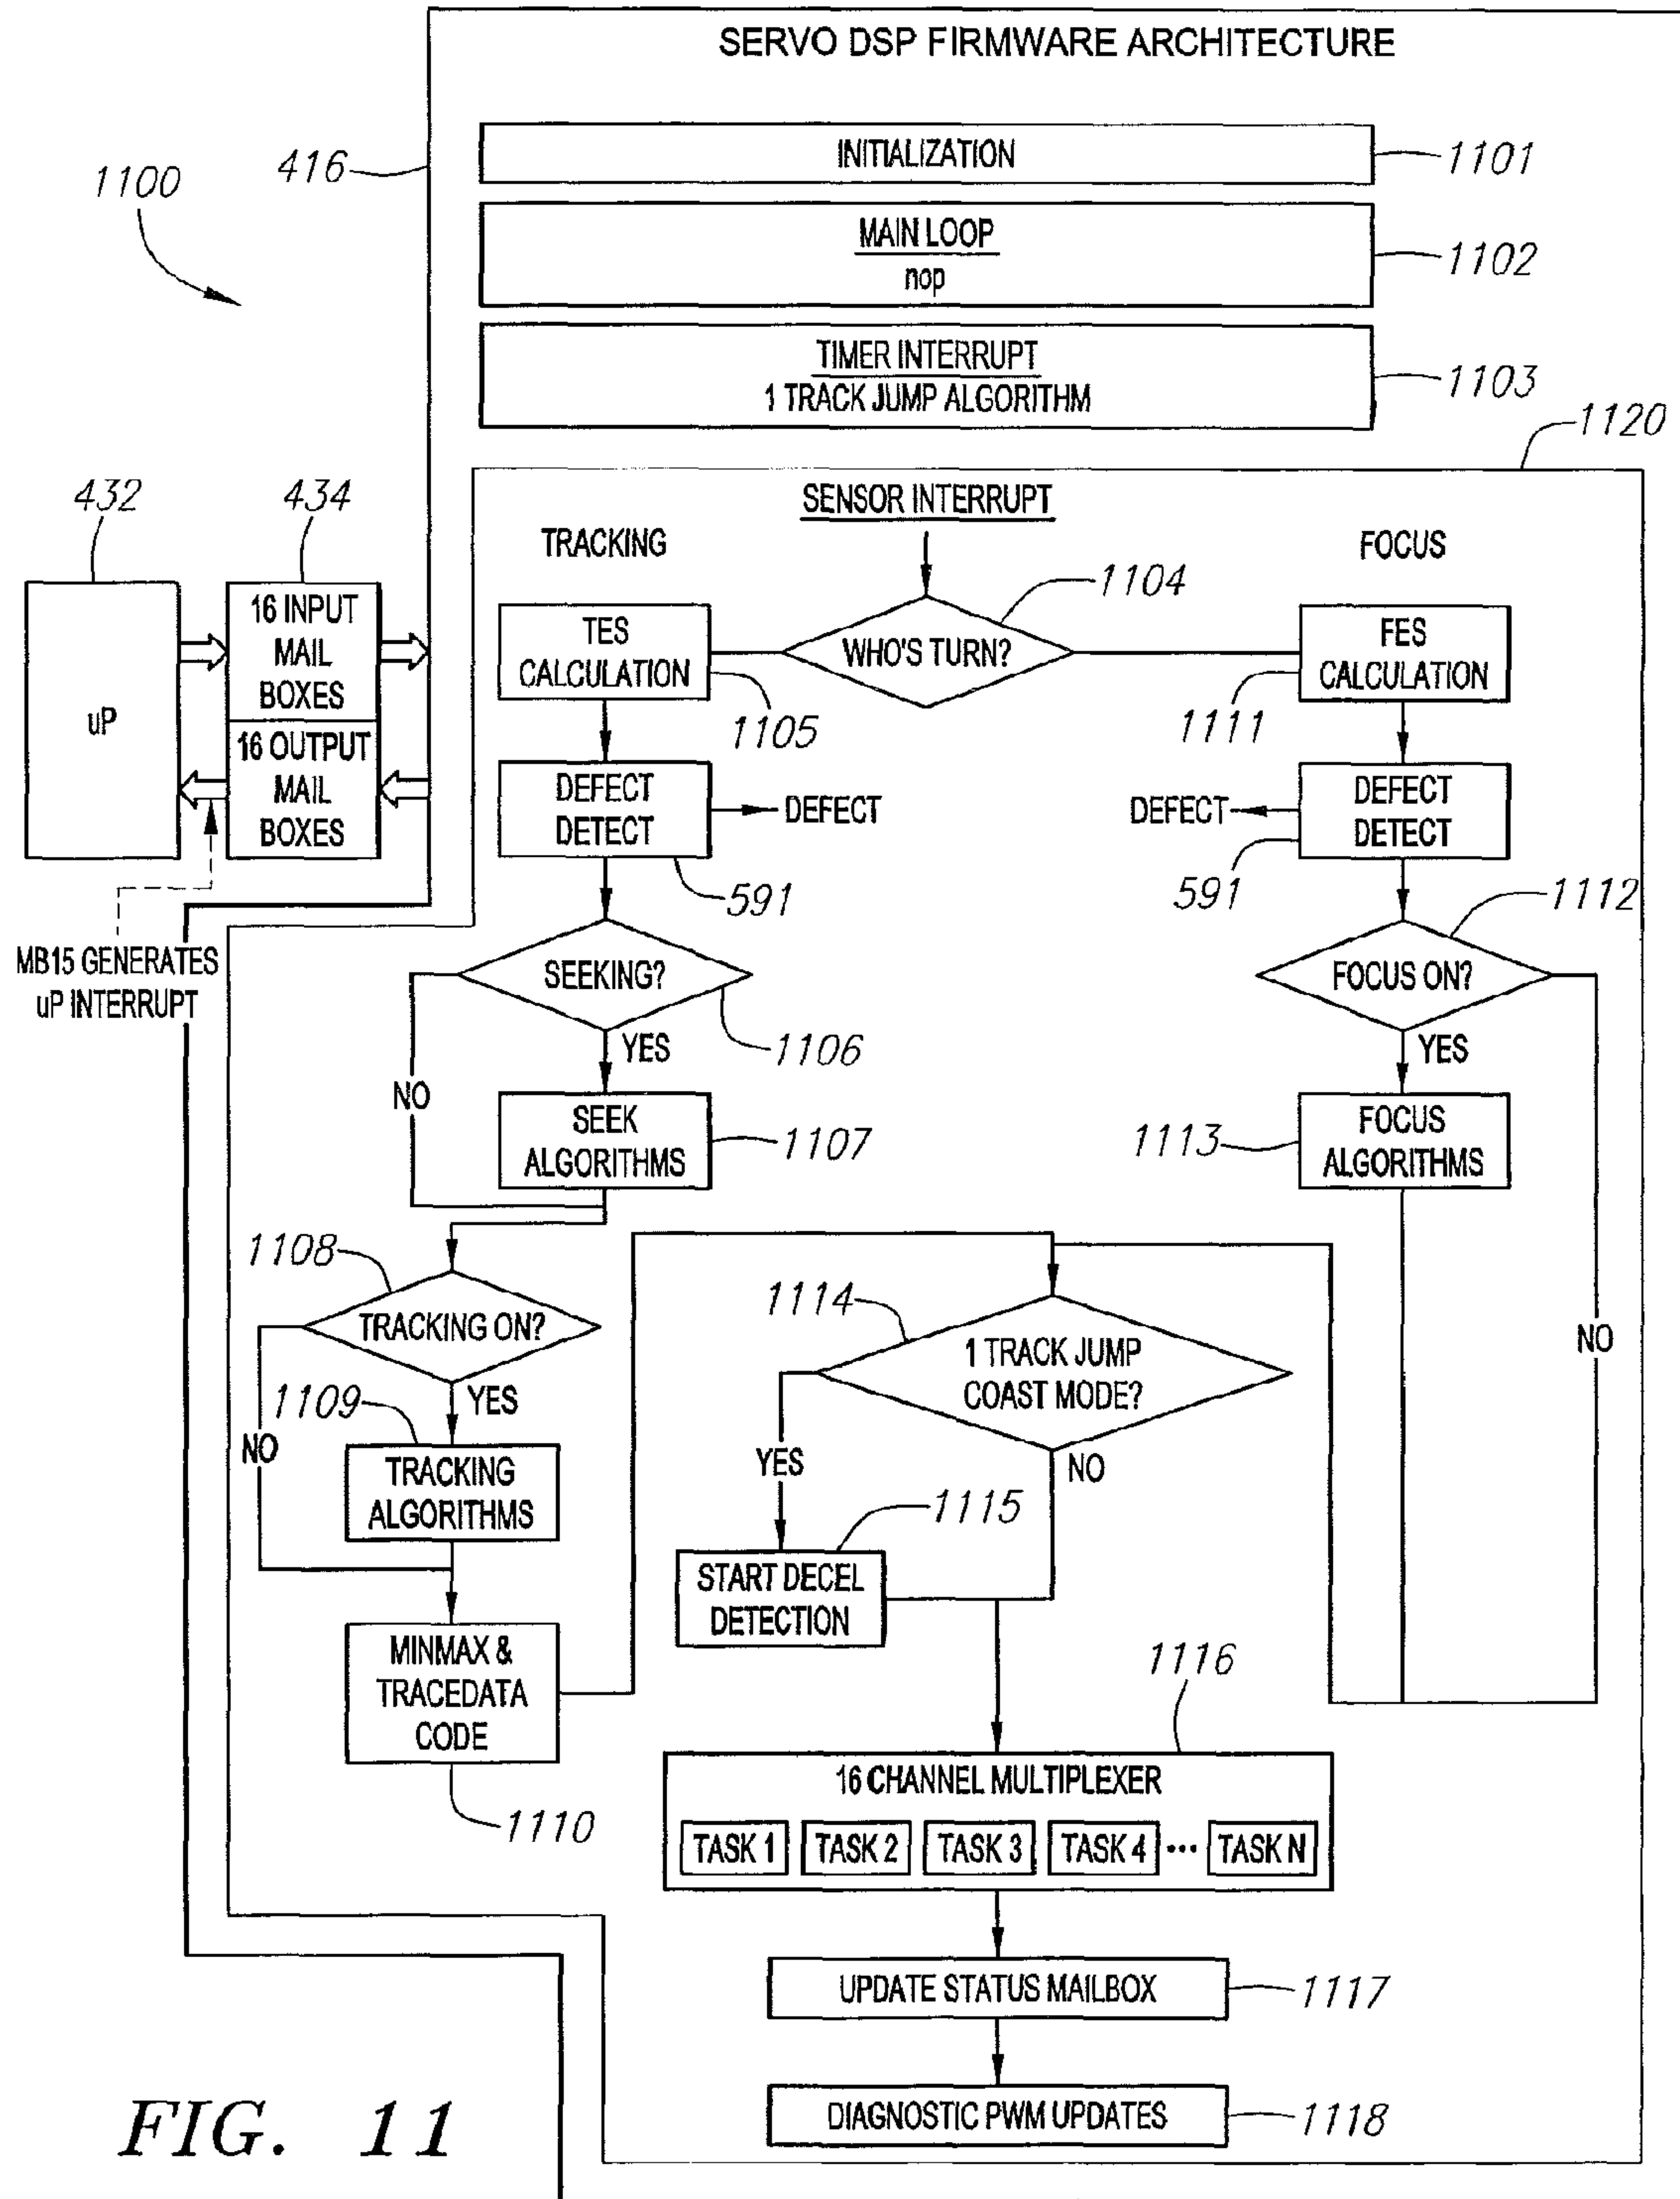 SERVO DSP FIRMWARE ARCHITECTURE
INITIALIZATION
1101
416
1100
MAIN LOOP
nop
1102
TIMER INTERRUPT
1 TRACK JUMP ALGORITHM
1103
1120
432
434
16 INPUT
MAIL
BOXES
uP
16 OUTPUT
MAIL
BOXES
MB15 GENERATES
uP INTERRUPT
SENSOR INTERRUPT
TRACKING
FOCUS
1104
WHO'S TURN?
TES
CALCULATION
1105
FES
CALCULATION
1111
DEFECT
DETECT
DEFECT
591
DEFECT
DETECT
DEFECT
591
SEEKING?
1106
YES
NO
SEEK
ALGORITHMS
1107
1112
FOCUS ON?
YES
NO
FOCUS
ALGORITHMS
1113
1108
TRACKING ON?
YES
NO
1109
TRACKING
ALGORITHMS
MINMAX &
TRACEDATA
CODE
1110
1114
1 TRACK JUMP
COAST MODE?
YES
NO
1115
START DECEL
DETECTION
1116
16 CHANNEL MULTIPLEXER
TASK 1 TASK 2 TASK 3 TASK 4 ... TASK N
UPDATE STATUS MAILBOX
1117
DIAGNOSTIC PWM UPDATES
1118
FIG. 11